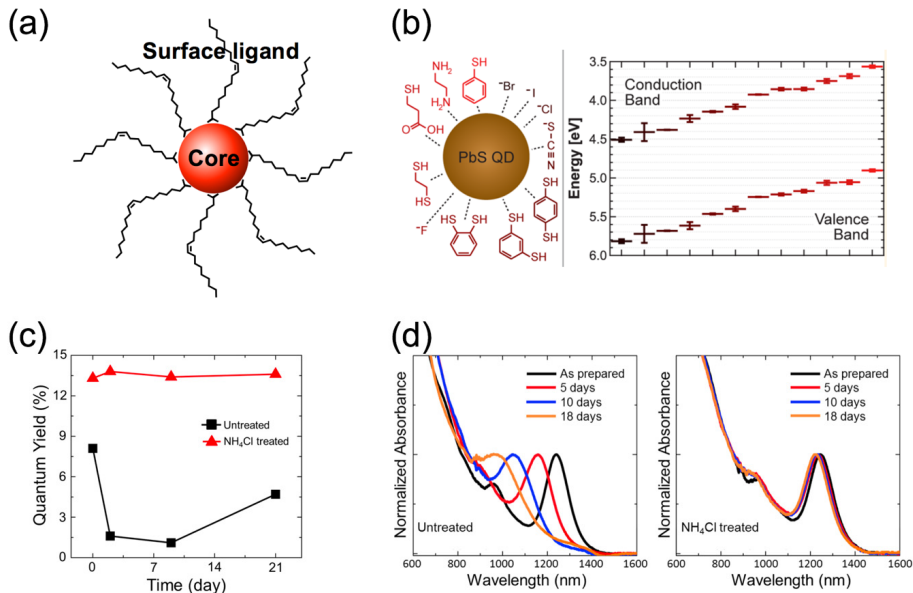 (a)
Surface ligand
Core
(b)
SH
NH₂
H₂N
SH
⁻Br
⁻I
⁻Cl
SH
O
OH
PbS QD
⁻S
C
N
SH
HS
⁻F
HS
SH
SH
SH
SH
Energy [eV]
3.5
4.0
4.5
5.0
5.5
6.0
Conduction
Band
Valence
Band
(c)
Quantum Yield (%)
15
12
9
6
3
0
Untreated
NH₄Cl treated
0 7 14 21
Time (day)
(d)
Normalized Absorbance
As prepared
5 days
10 days
18 days
Untreated
600 800 1000 1200 1400 1600
Wavelength (nm)
Normalized Absorbance
As prepared
5 days
10 days
18 days
NH₄Cl treated
600 800 1000 1200 1400 1600
Wavelength (nm)